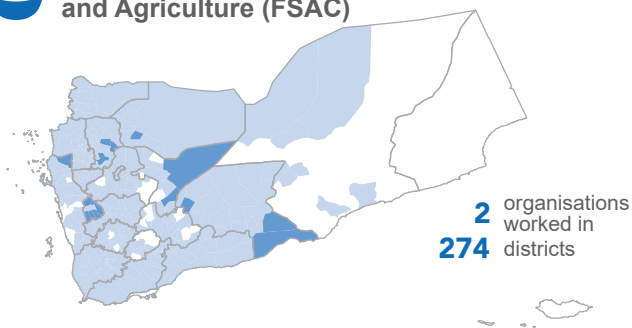 and Agriculture (FSAC)
2 organisations
worked in
274 districts